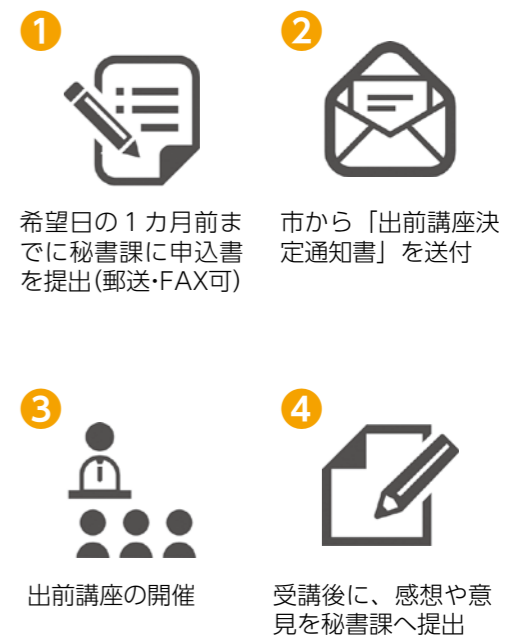 1
希望日の1カ月前ま
でに秘書課に申込書
を提出(郵送・FAX可)
2
市から「出前講座決
定通知書」を送付
3
出前講座の開催
4
受講後に、感想や意
見を秘書課へ提出